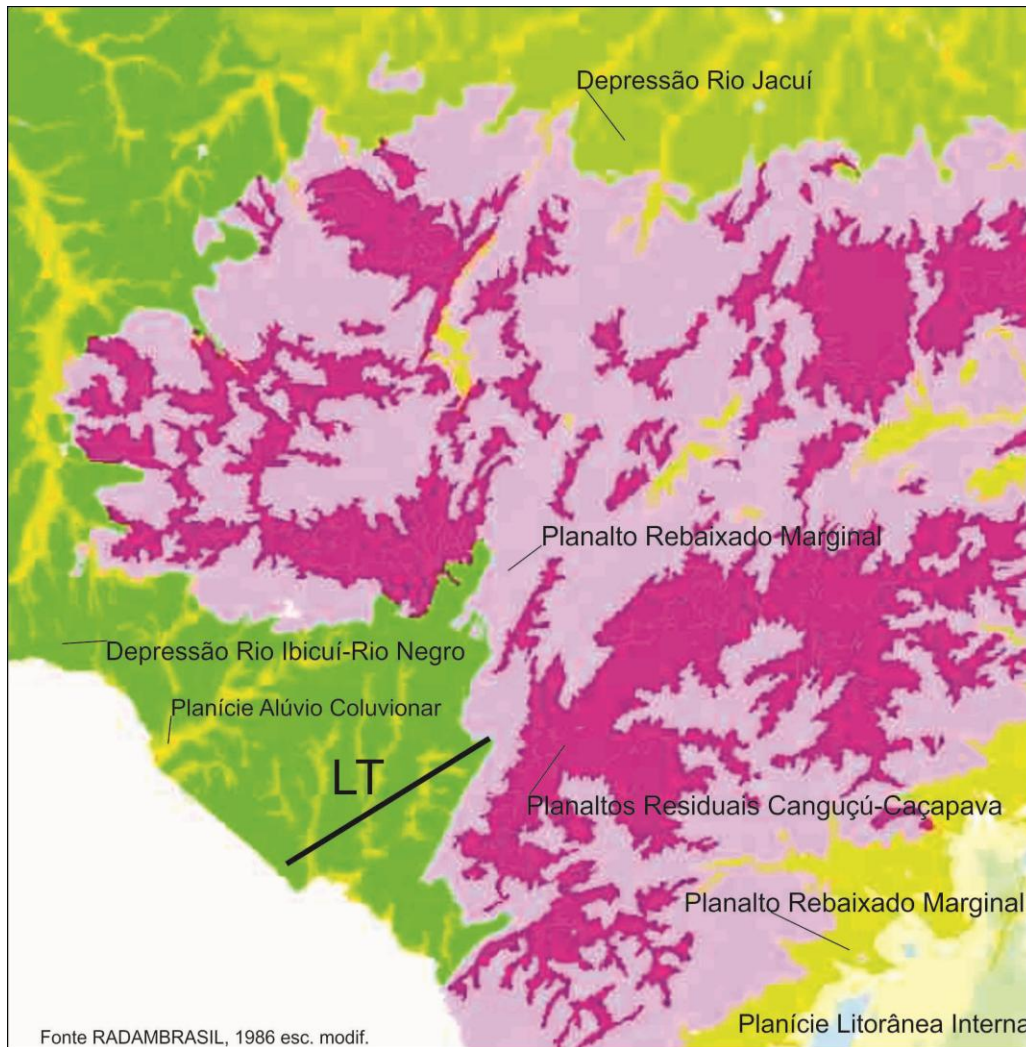 Depressão Rio Jacuí
Planalto Rebaixado Marginal
Depressão Rio Ibicuí-Rio Negro
Planície Alúvio Coluvionar
LT
Planaltos Residuais Canguçú-Caçapava
Planalto Rebaixado Marginal
Planície Litorânea Interna
Fonte RADAMBRASIL, 1986 esc. modif.